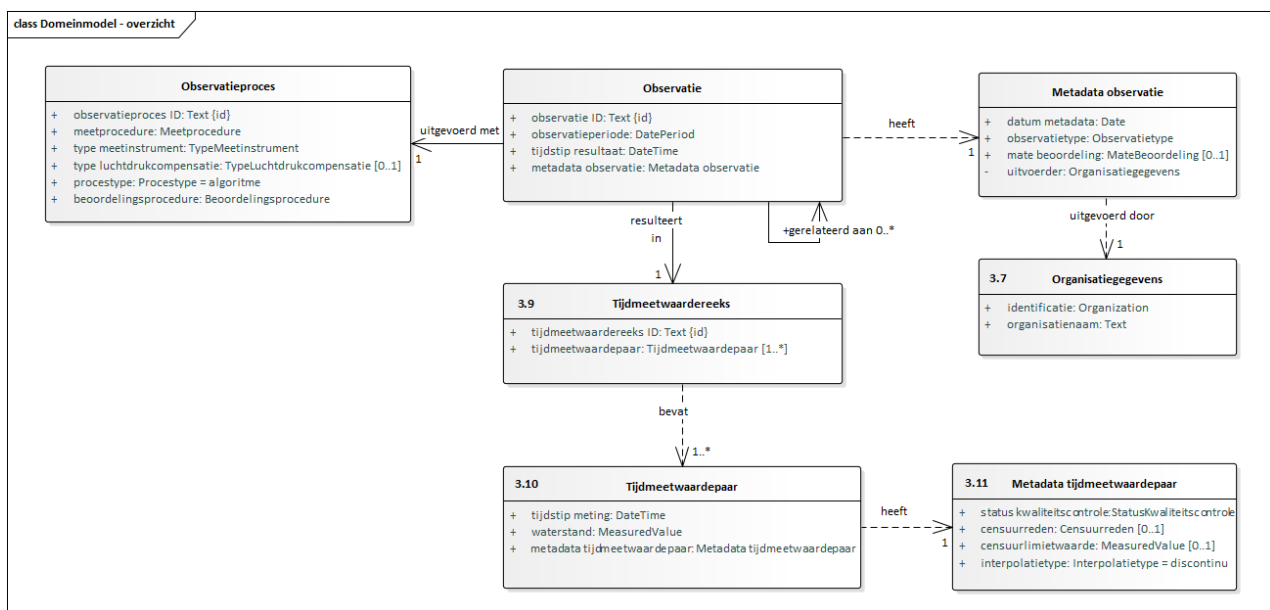 class Domeinmodel - overzicht
Observatieproces
+ observatieproces ID: Text {id}
+ meetprocedure: Meetprocedure
+ type meetinstrument: TypeMeetinstrument
+ type luchtdrukcompensatie: TypeLuchtdrukcompensatie [0..1]
+ procestype: Procestype = algoritme
+ beoordelingsprocedure: Beoordelingsprocedure
uitgevoerd met
1
Observatie
+ observatie ID: Text {id}
+ observatieperiode: DatePeriod
+ tijdstip resultaat: DateTime
+ metadata observatie: Metadata observatie
heeft
1
Metadata observatie
+ datum metadata: Date
+ observatietype: Observatietype
+ mate beoordeling: MateBeoordeling [0..1]
- uitvoerder: Organisatiegegevens
resulteert
in
1
+gerelateerd aan 0..*
uitgevoerd door
1
3.7 Organisatiegegevens
+ identificatie: Organization
+ organisatienaam: Text
3.9 Tijdmeetwaardereeks
+ tijdmeetwaardereeks ID: Text {id}
+ tijdmeetwaardepaar: Tijdmeetwaardepaar [1..*]
bevat
1..*
3.10 Tijdmeetwaardepaar
+ tijdstip meting: DateTime
+ waterstand: MeasuredValue
+ metadata tijdmeetwaardepaar: Metadata tijdmeetwaardepaar
heeft
1
3.11 Metadata tijdmeetwaardepaar
+ status kwaliteitscontrole:StatusKwaliteitscontrole
+ censuurreden: Censuurreden [0..1]
+ censuurlimietwaarde: MeasuredValue [0..1]
+ interpolatietype: Interpolatietype = discontinu